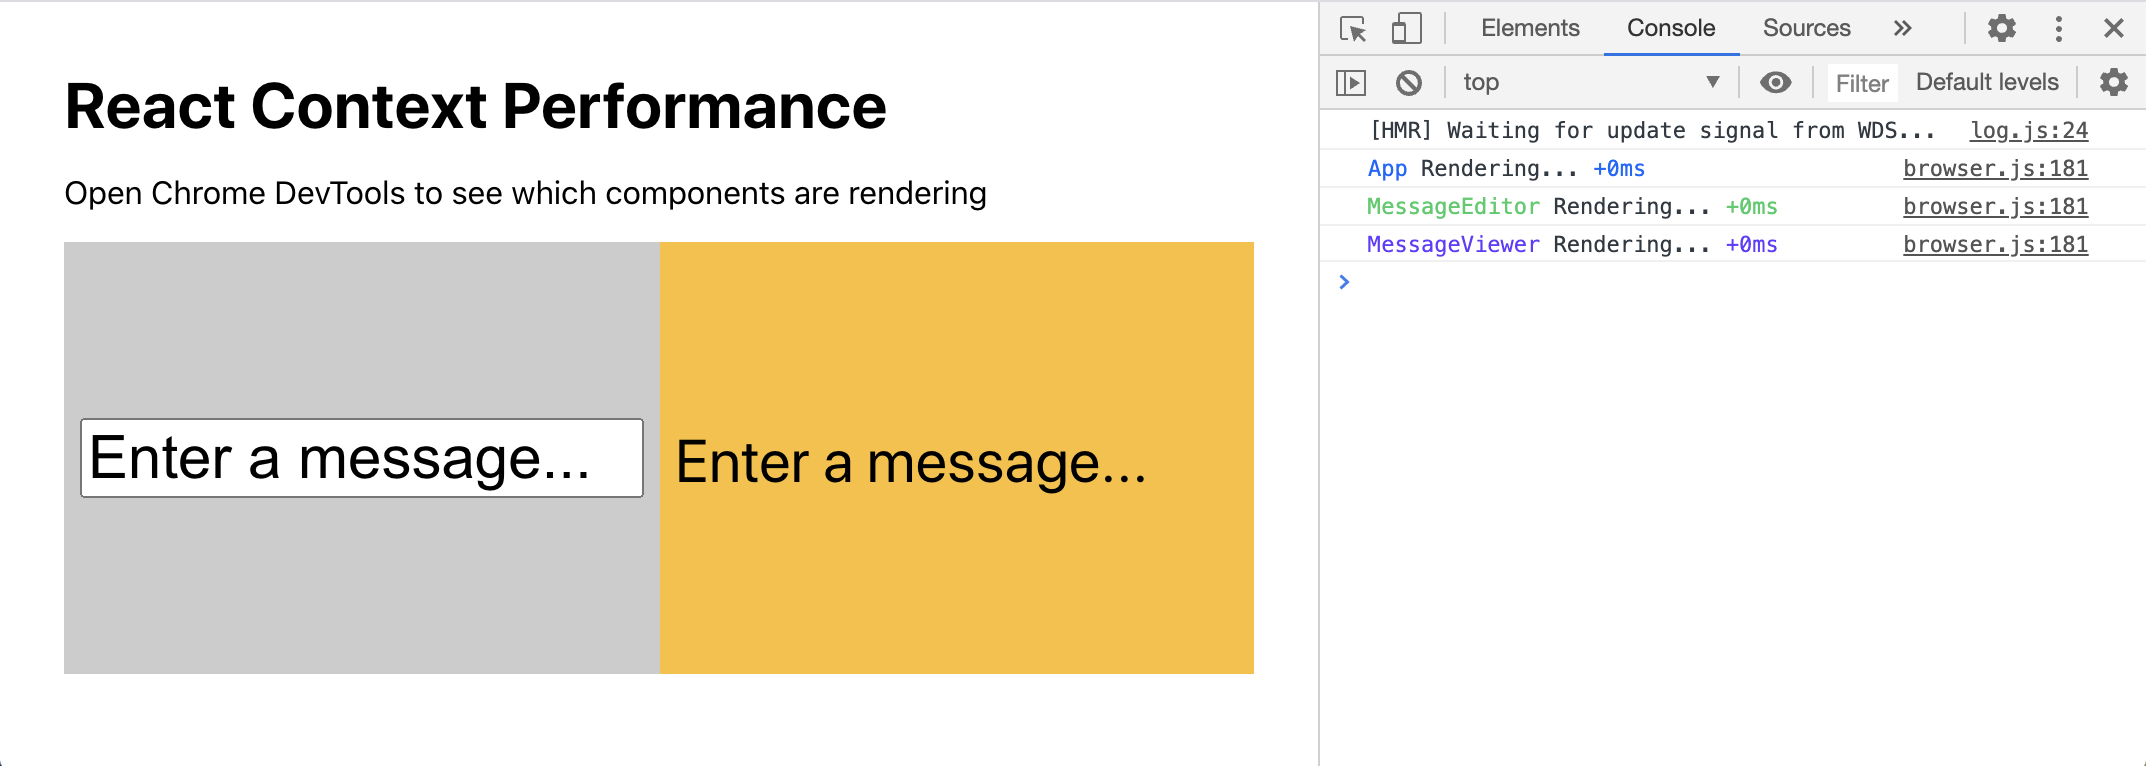 React Context Performance
Open Chrome DevTools to see which components are rendering
Enter a message...
Enter a message...
Elements Console Sources »
top ▼ Filter Default levels
[HMR] Waiting for update signal from WDS... log.js:24
App Rendering... +0ms browser.js:181
MessageEditor Rendering... +0ms browser.js:181
MessageViewer Rendering... +0ms browser.js:181
>